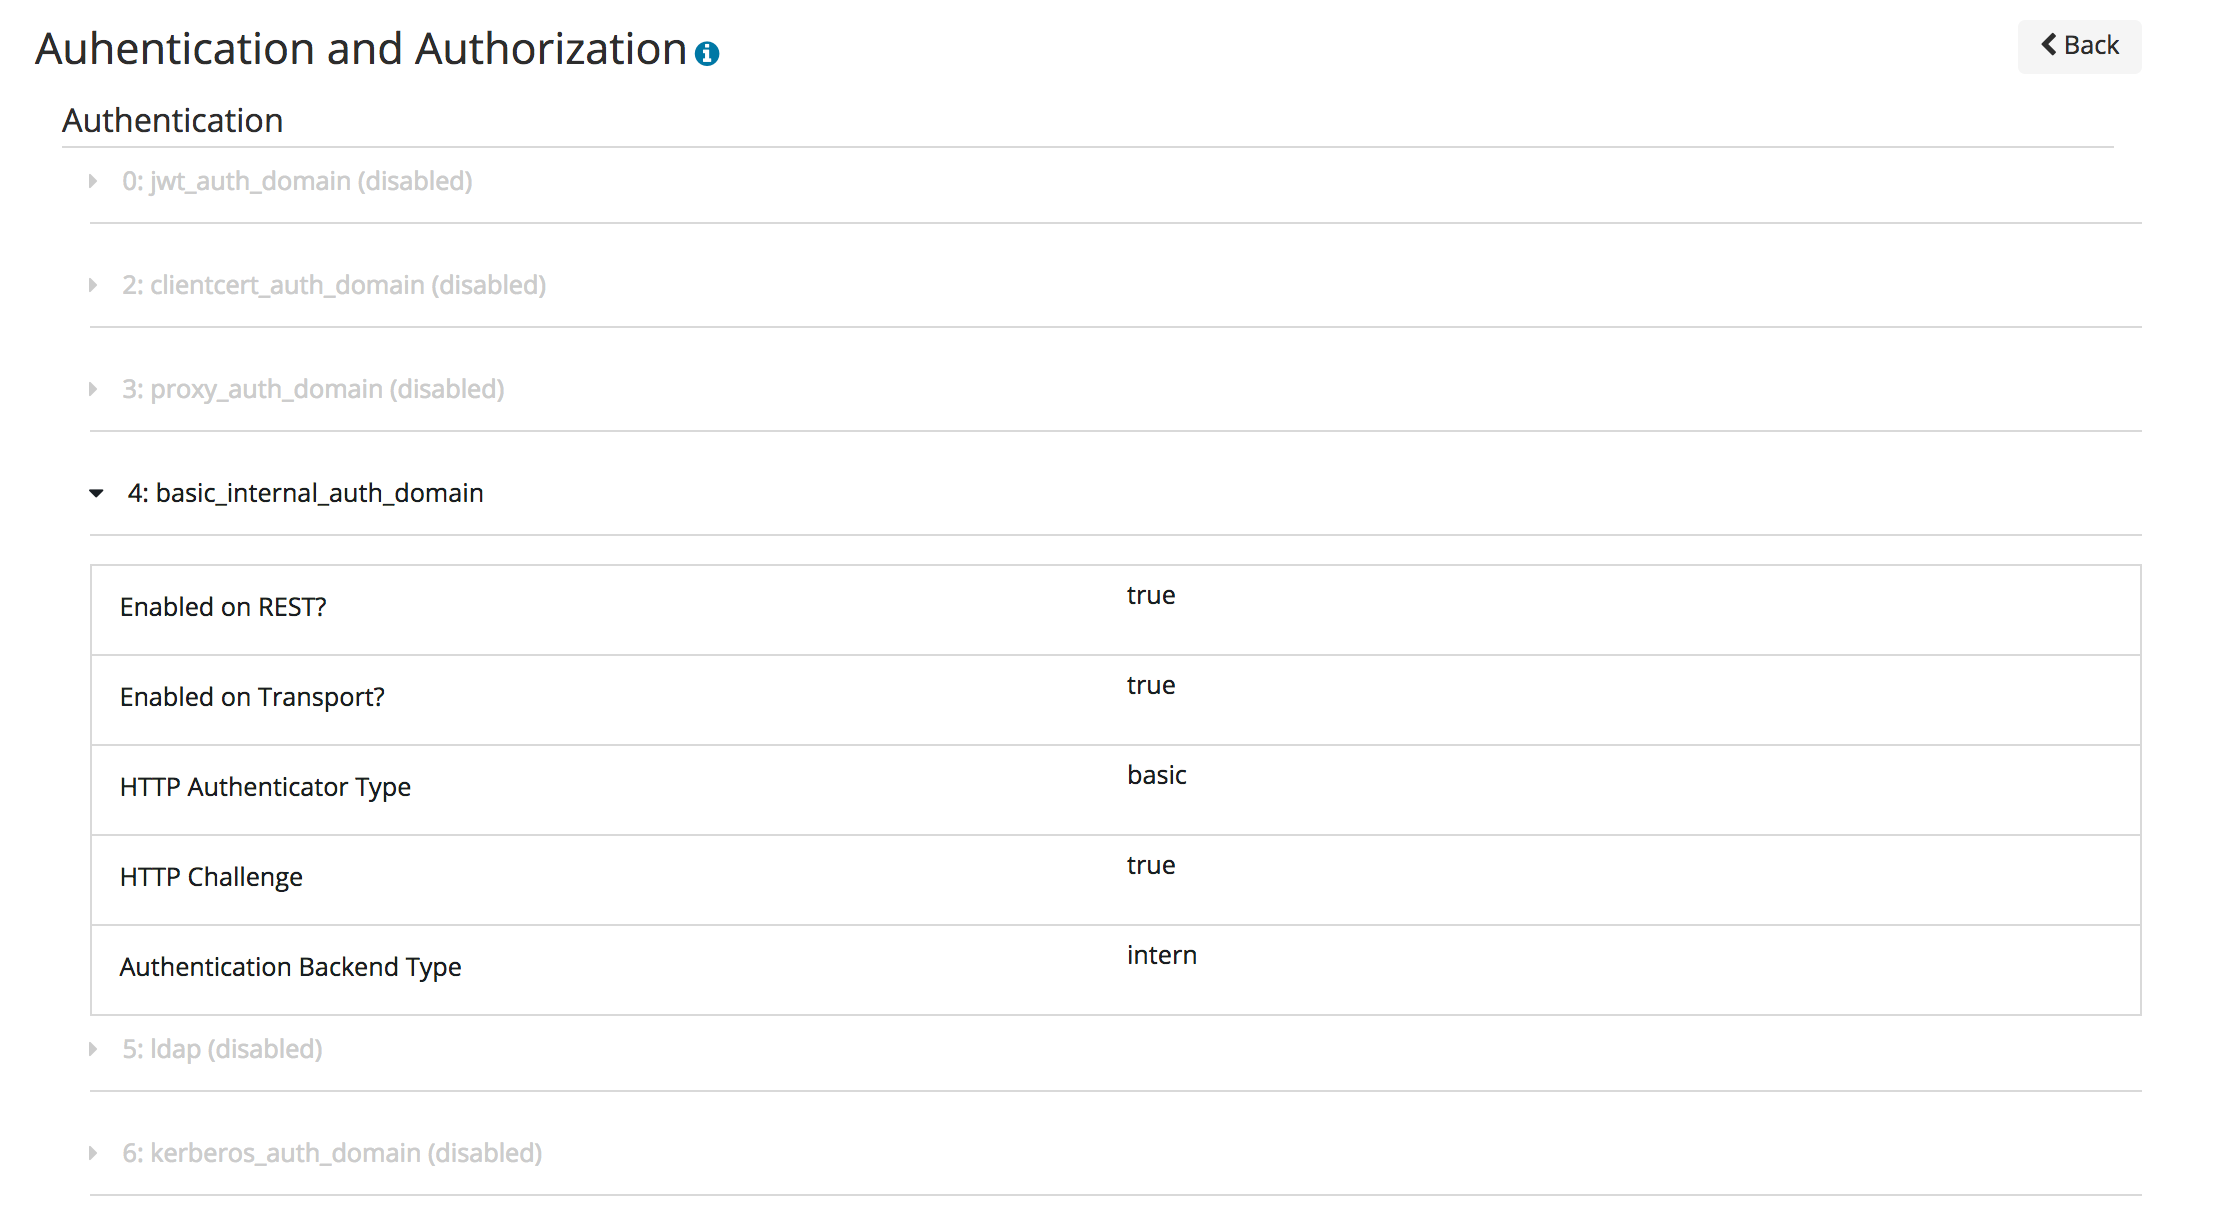 Auhentication and Authorization
Back
Authentication
0: jwt_auth_domain (disabled)
2: clientcert_auth_domain (disabled)
3: proxy_auth_domain (disabled)
4: basic_internal_auth_domain
Enabled on REST? true
Enabled on Transport? true
HTTP Authenticator Type basic
HTTP Challenge true
Authentication Backend Type intern
5: ldap (disabled)
6: kerberos_auth_domain (disabled)